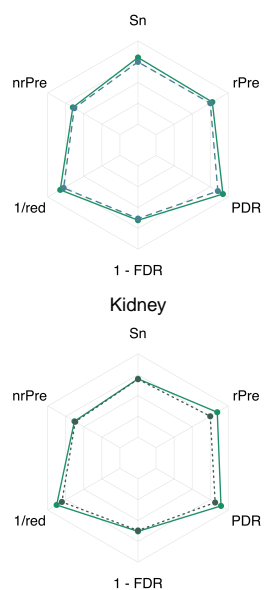 Sn
nrPre
rPre
1/red
PDR
1 - FDR
Kidney
Sn
nrPre
rPre
1/red
PDR
1 - FDR